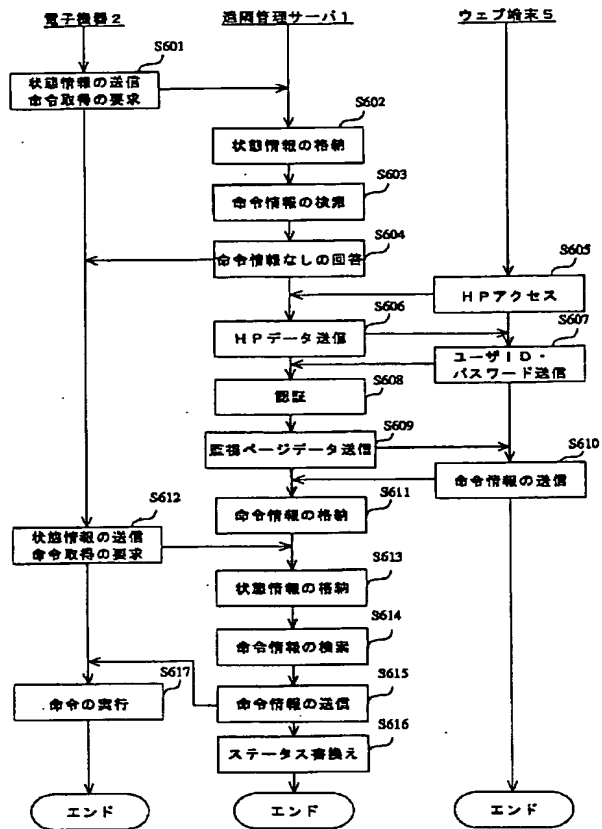 電子機器2
遠隔管理サーバ1
ウェブ端末5
S601
状態情報の送信
命令取得の要求
S602
状態情報の格納
S603
命令情報の検索
S604
命令情報なしの回答
S605
HPアクセス
S606
HPデータ送信
S607
ユーザID・
パスワード送信
S608
認証
S609
監視ページデータ送信
S610
命令情報の送信
S611
命令情報の格納
S612
状態情報の送信
命令取得の要求
S613
状態情報の格納
S614
命令情報の検索
S615
命令情報の送信
S617
命令の実行
S616
ステータス書換え
エンド
エンド
エンド